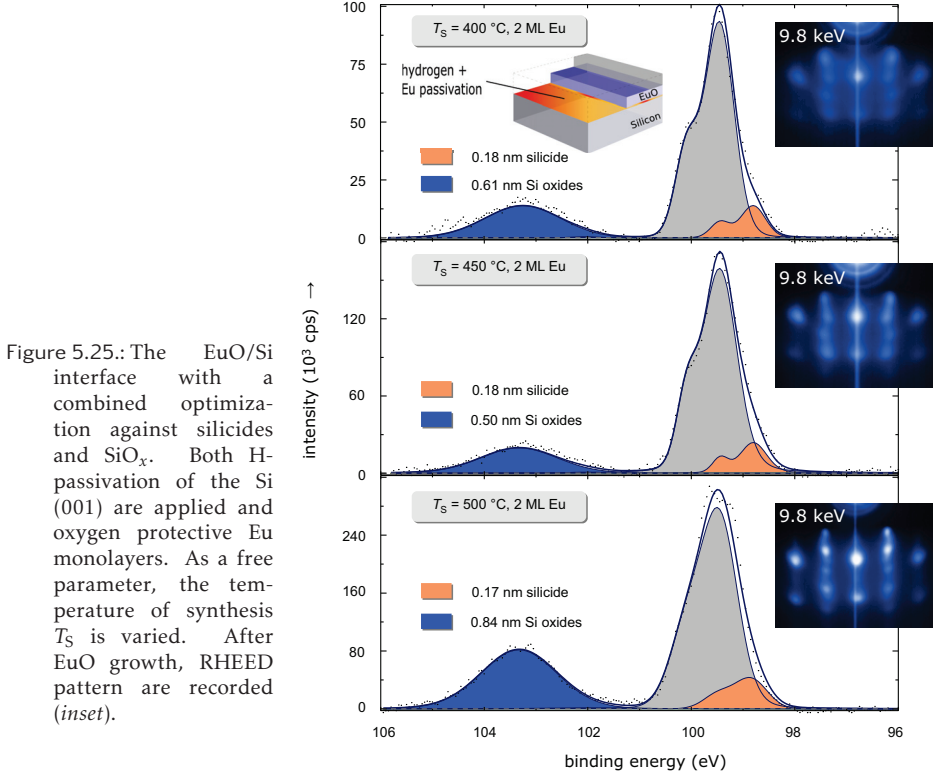 Figure 5.25.: The EuO/Si
interface with a
combined optimiza-
tion against silicides
and SiOₓ. Both H-
passivation of the Si
(001) are applied and
oxygen protective Eu
monolayers. As a free
parameter, the tem-
perature of synthesis
T_S is varied. After
EuO growth, RHEED
pattern are recorded
(inset).
intensity (10³ cps) →
100
75
50
25
0
T_S = 400 °C, 2 ML Eu
hydrogen +
Eu passivation
EuO
Silicon
0.18 nm silicide
0.61 nm Si oxides
9.8 keV
120
60
0
T_S = 450 °C, 2 ML Eu
0.18 nm silicide
0.50 nm Si oxides
9.8 keV
240
160
80
0
T_S = 500 °C, 2 ML Eu
0.17 nm silicide
0.84 nm Si oxides
9.8 keV
106 104 102 100 98 96
binding energy (eV)